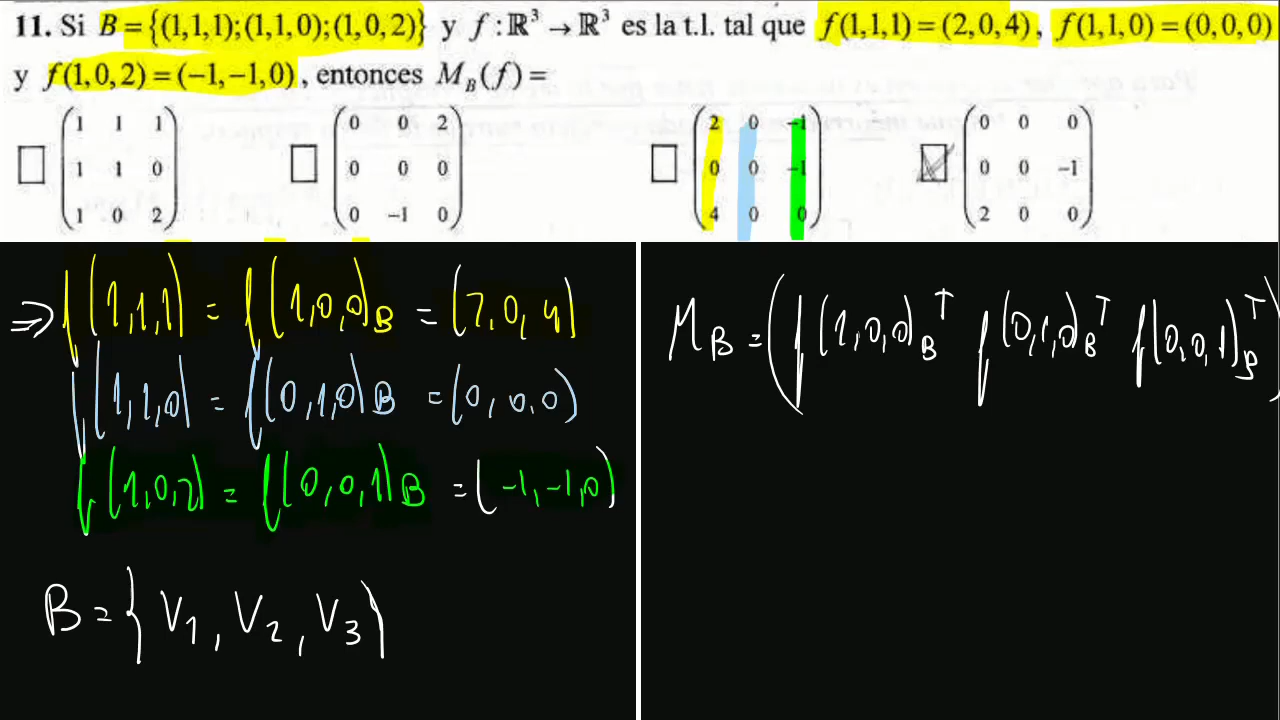 11. Si B = {(1,1,1);(1,1,0);(1,0,2)} y f : ℝ³ → ℝ³ es la t.l. tal que f(1,1,1) = (2,0,4), f(1,1,0) = (0,0,0)
y f(1,0,2) = (−1,−1,0), entonces M_B(f) =
1 1 1 0 0 2 2 0 −1 0 0 0
1 1 0 0 0 0 0 0 −1 0 0 −1
1 0 2 0 −1 0 4 0 0 2 0 0
⇒ f(1,1,1) = f(1,0,0)_B = (2,0,4)
f(1,1,0) = f(0,1,0)_B = (0,0,0)
f(1,0,2) = f(0,0,1)_B = (-1,-1,0)
B = {V₁, V₂, V₃}
M_B = (f(1,0,0)_B^T f(0,1,0)_B^T f(0,0,1)_B^T)